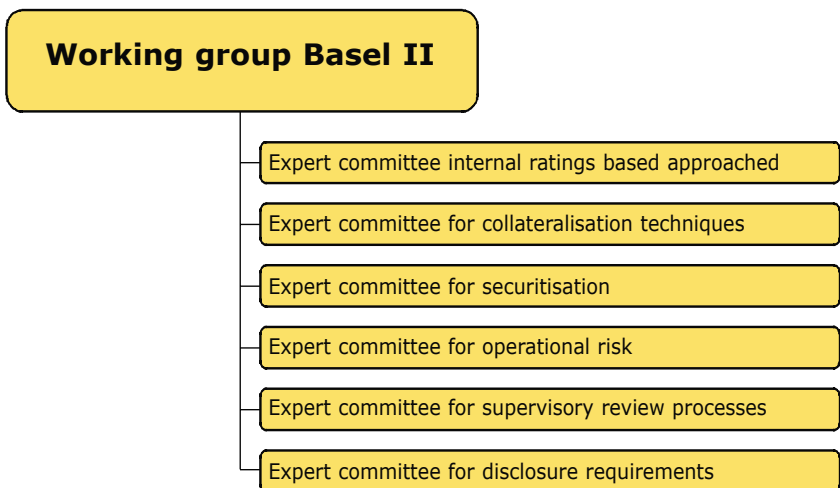 Working group Basel II
Expert committee internal ratings based approached
Expert committee for collateralisation techniques
Expert committee for securitisation
Expert committee for operational risk
Expert committee for supervisory review processes
Expert committee for disclosure requirements